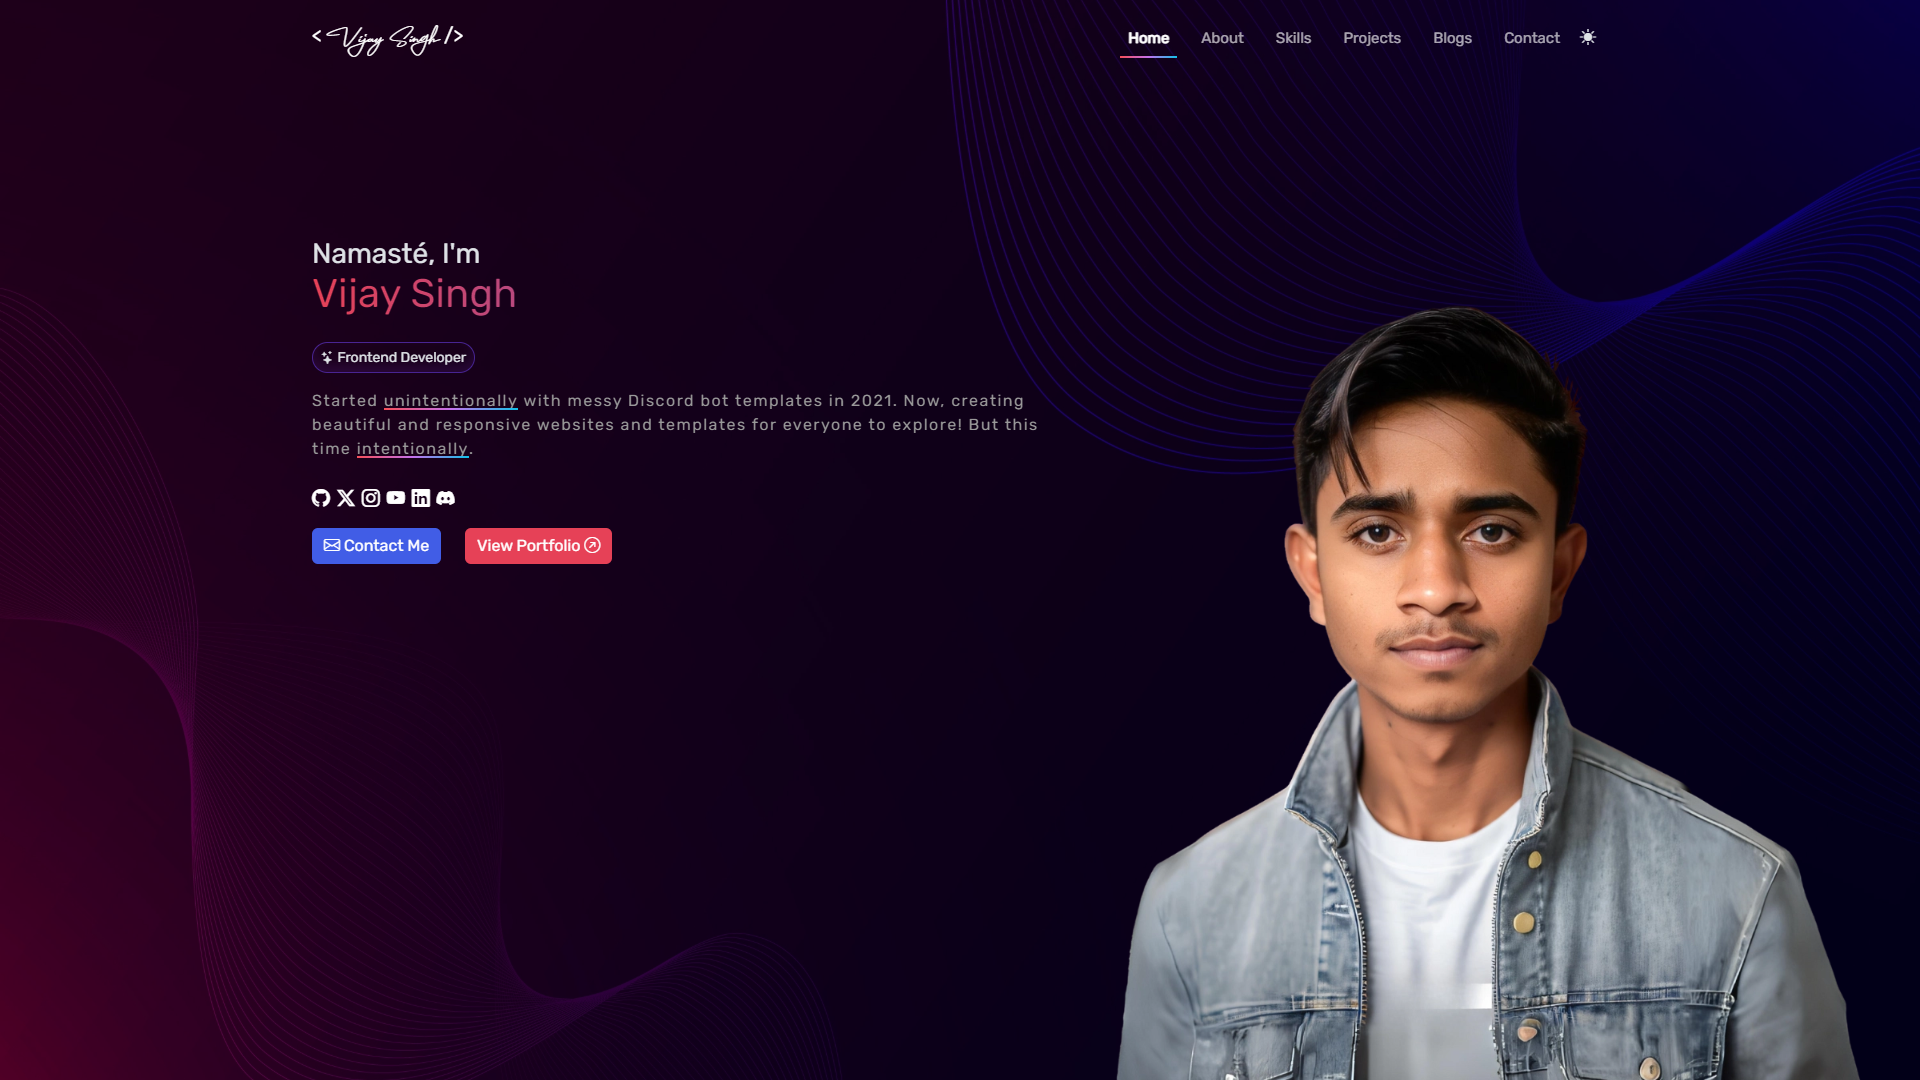 < Vijay Singh />
Home About Skills Projects Blogs Contact
Namasté, I'm
Vijay Singh
Frontend Developer
Started unintentionally with messy Discord bot templates in 2021. Now, creating
beautiful and responsive websites and templates for everyone to explore! But this
time intentionally.
Contact Me
View Portfolio